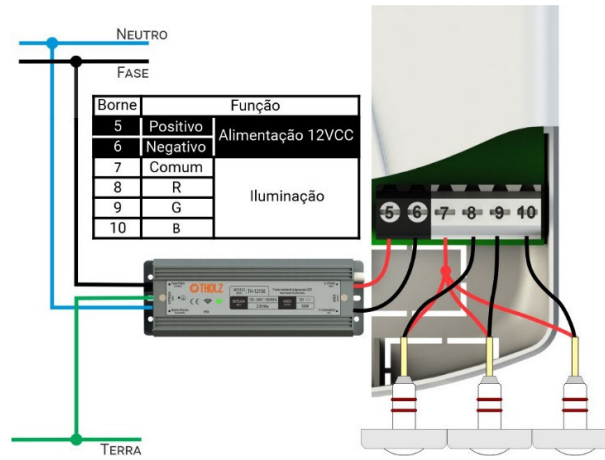 NEUTRO
FASE
Borne Função
5 Positivo Alimentação 12VCC
6 Negativo
7 Comum Iluminação
8 R
9 G
10 B
5 6 7 8 9 10
THOLZ
TERRA